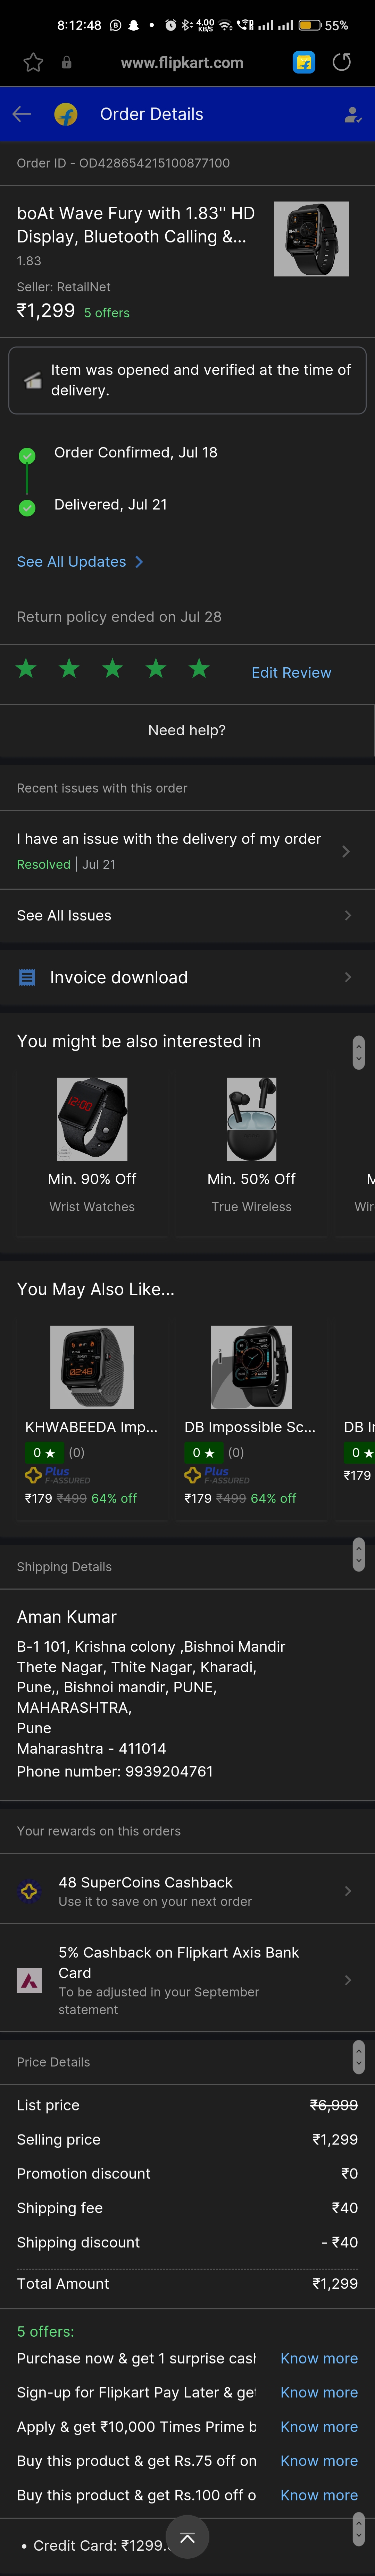 8:12:48
4.00
KB/S
55%
www.flipkart.com
Order Details
Order ID - OD428654215100877100
boAt Wave Fury with 1.83" HD
Display, Bluetooth Calling &...
1.83
Seller: RetailNet
₹1,299 5 offers
Item was opened and verified at the time of
delivery.
Order Confirmed, Jul 18
Delivered, Jul 21
See All Updates
Return policy ended on Jul 28
Edit Review
Need help?
Recent issues with this order
I have an issue with the delivery of my order
Resolved | Jul 21
See All Issues
Invoice download
You might be also interested in
12:00
Min. 90% Off
Min. 50% Off
M
Wrist Watches
True Wireless
Wir
You May Also Like...
02:48
KHWABEEDA Imp...
DB Impossible Sc...
DB I
0 ★ (0)
0 ★ (0)
0 ★
Plus
F-ASSURED
Plus
F-ASSURED
₹179
₹179 ₹499 64% off
₹179 ₹499 64% off
Shipping Details
Aman Kumar
B-1 101, Krishna colony ,Bishnoi Mandir
Thete Nagar, Thite Nagar, Kharadi,
Pune,, Bishnoi mandir, PUNE,
MAHARASHTRA,
Pune
Maharashtra - 411014
Phone number: 9939204761
Your rewards on this orders
48 SuperCoins Cashback
Use it to save on your next order
5% Cashback on Flipkart Axis Bank
Card
To be adjusted in your September
statement
Price Details
List price ₹6,999
Selling price ₹1,299
Promotion discount ₹0
Shipping fee ₹40
Shipping discount - ₹40
Total Amount ₹1,299
5 offers:
Purchase now & get 1 surprise cash Know more
Sign-up for Flipkart Pay Later & get Know more
Apply & get ₹10,000 Times Prime b Know more
Buy this product & get Rs.75 off on Know more
Buy this product & get Rs.100 off o Know more
• Credit Card: ₹1299.